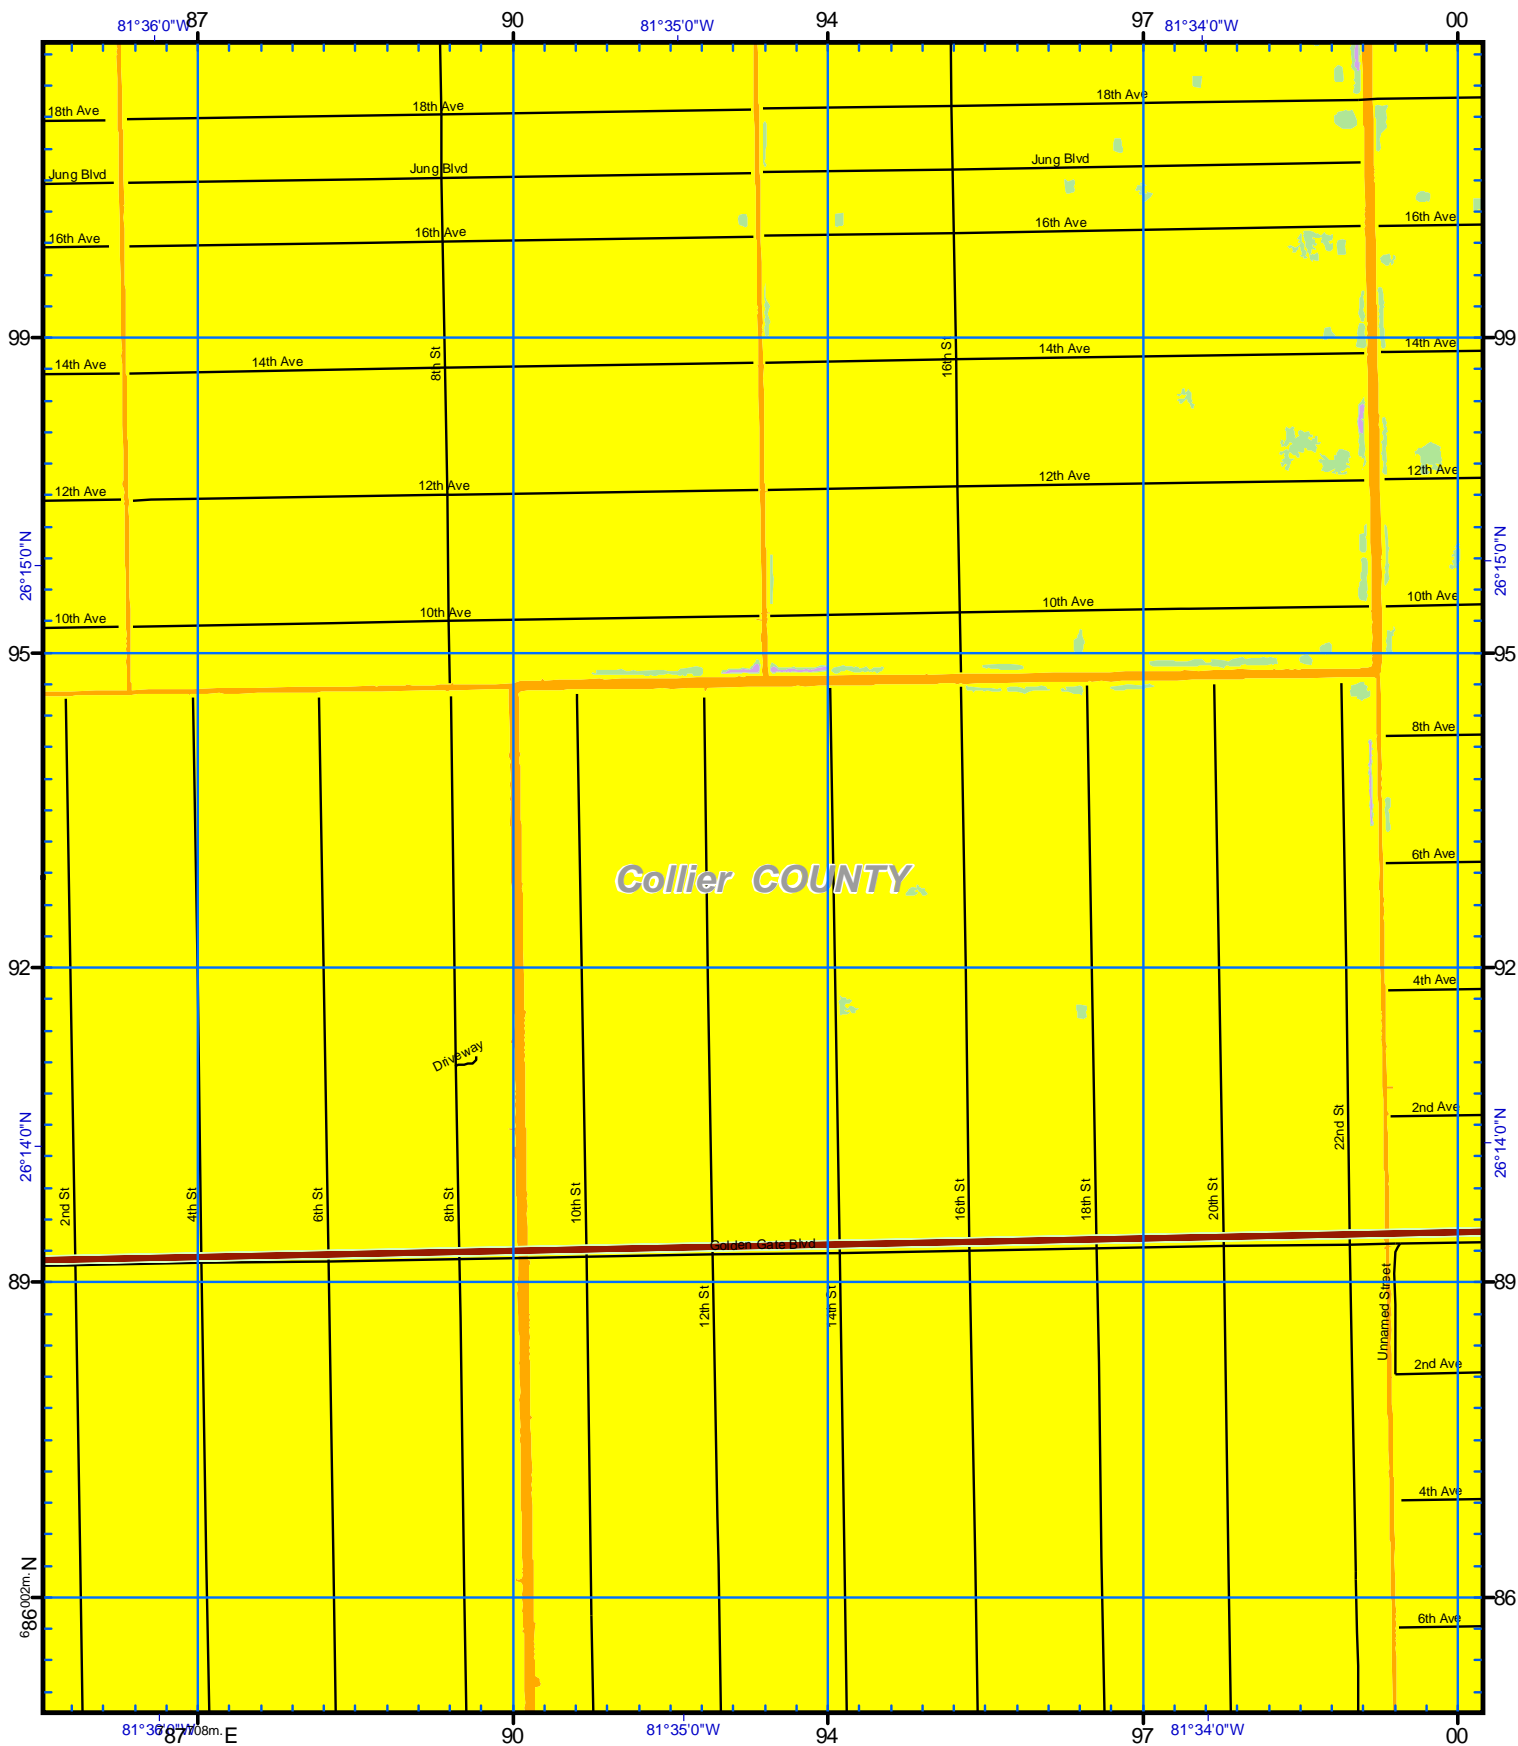 81°36'0"W 87 90 81°35'0"W 94 97 81°34'0"W 00
18th Ave 18th Ave 18th Ave
Jung Blvd Jung Blvd Jung Blvd
16th Ave 16th Ave 16th Ave 16th Ave
99 99
8th St 16th St
14th Ave 14th Ave 14th Ave 14th Ave
12th Ave 12th Ave 12th Ave 12th Ave
26°15'0"N 26°15'0"N
10th Ave 10th Ave 10th Ave 10th Ave
95 95
8th Ave
6th Ave
Collier COUNTY
92 92
4th Ave
Driveway
2nd Ave
26°14'0"N 22nd St 26°14'0"N
2nd St 4th St 6th St 8th St 10th St 16th St 18th St 20th St
Golden Gate Blvd
89 89
12th St 14th St Unnamed Street
2nd Ave
4th Ave
686002m. N 86
6th Ave
81°36'0"W 87708m. E 90 81°35'0"W 94 97 81°34'0"W 00